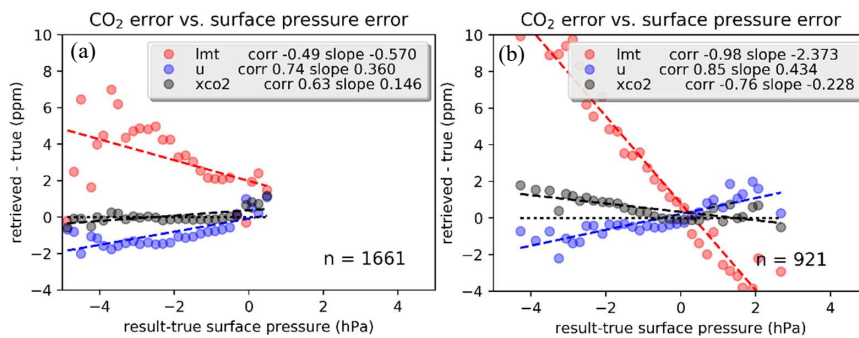 CO₂ error vs. surface pressure error
(a)
lmt corr -0.49 slope -0.570
u corr 0.74 slope 0.360
xco2 corr 0.63 slope 0.146
retrieved - true (ppm)
10
8
6
4
2
0
−2
−4
n = 1661
−4 −2 0 2 4
result-true surface pressure (hPa)
CO₂ error vs. surface pressure error
(b)
lmt corr -0.98 slope -2.373
u corr 0.85 slope 0.434
xco2 corr -0.76 slope -0.228
retrieved - true (ppm)
10
8
6
4
2
0
−2
−4
n = 921
−4 −2 0 2 4
result-true surface pressure (hPa)